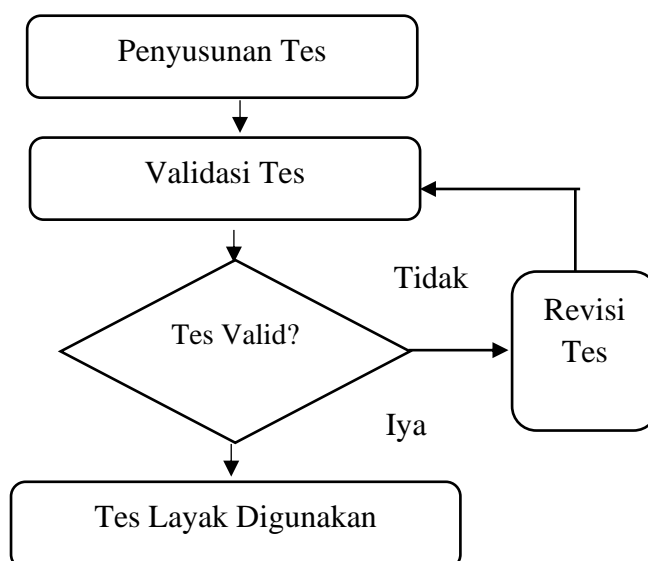 Penyusunan Tes
Validasi Tes
Tidak
Tes Valid?
Revisi
Tes
Iya
Tes Layak Digunakan